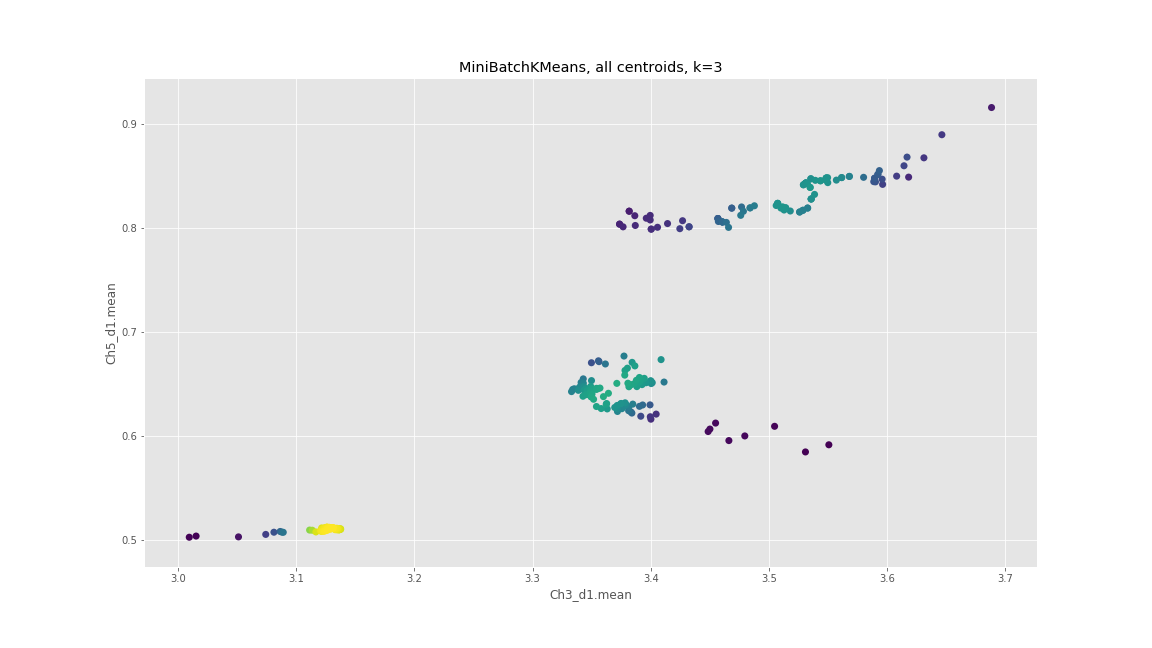 MiniBatchKMeans, all centroids, k=3
0.9
0.8
0.7
0.6
0.5
Ch5_d1.mean
3.0 3.1 3.2 3.3 3.4 3.5 3.6 3.7
Ch3_d1.mean